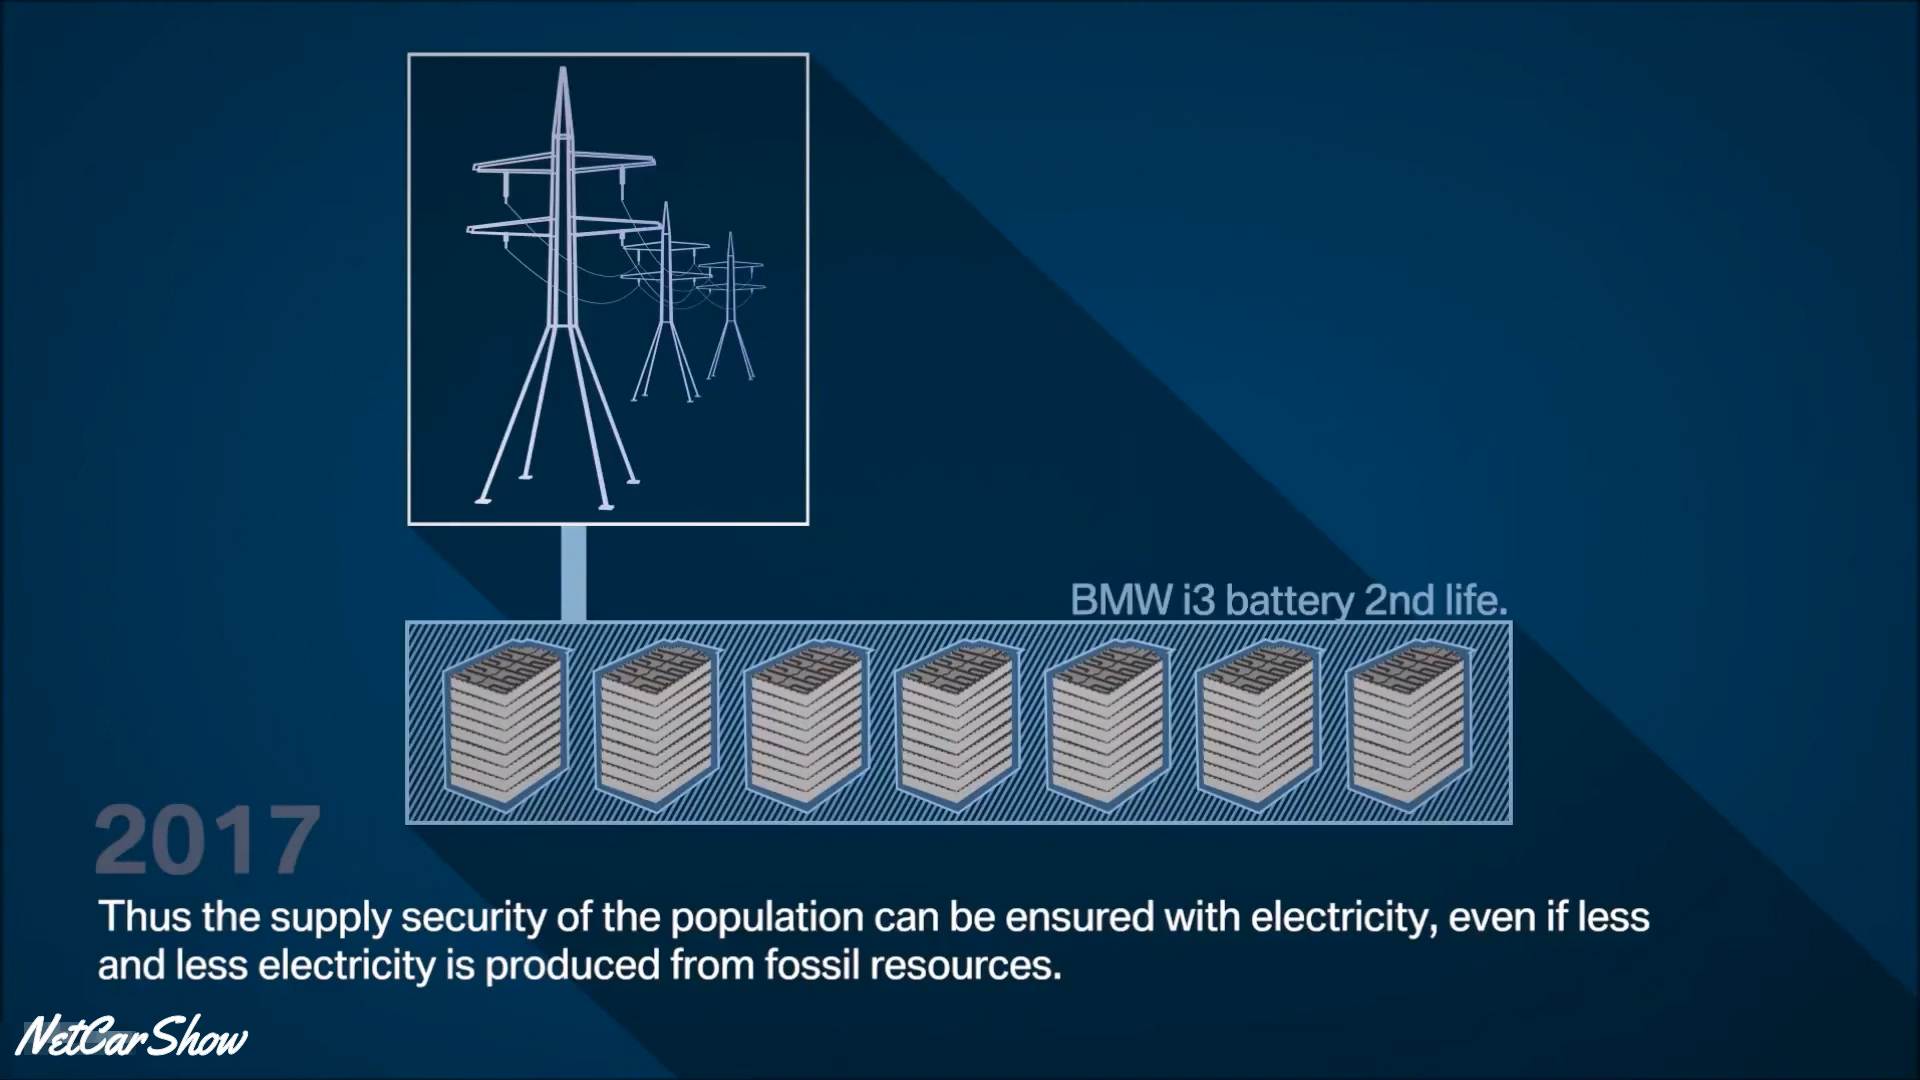 BMW i3 battery 2nd life.
2017
Thus the supply security of the population can be ensured with electricity, even if less
and less electricity is produced from fossil resources.
NetCarShow